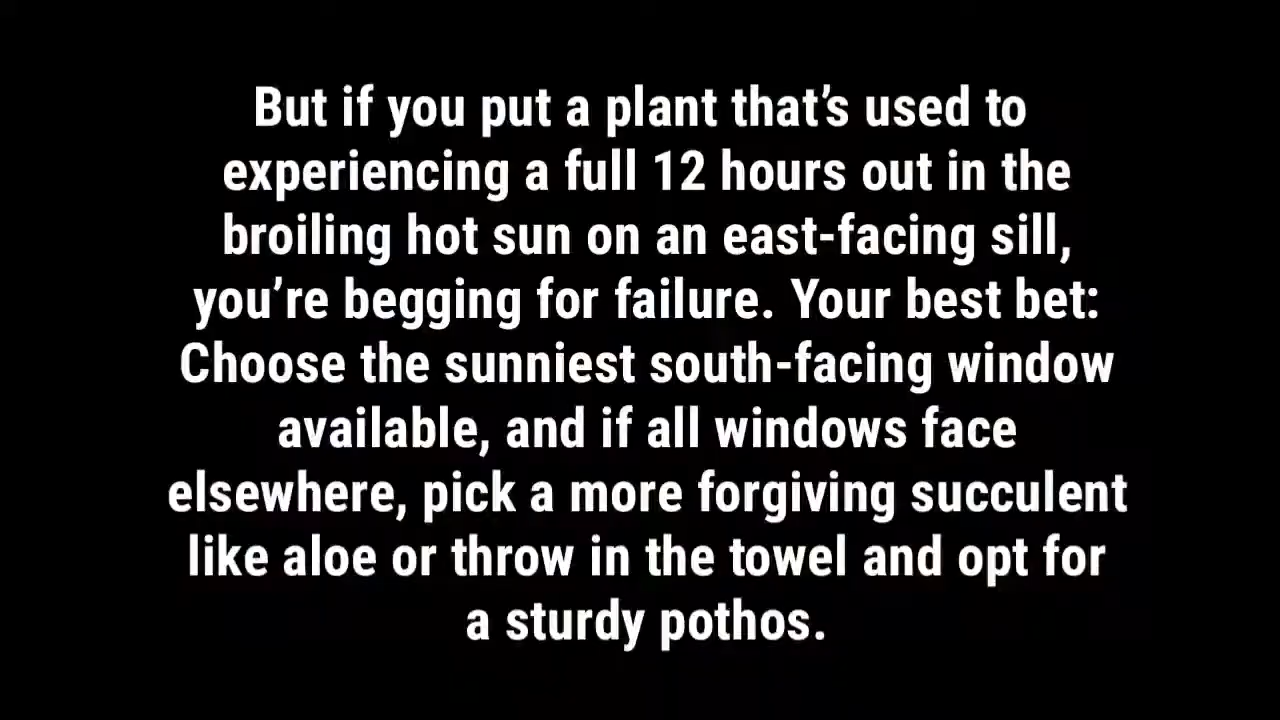 But if you put a plant that’s used to
experiencing a full 12 hours out in the
broiling hot sun on an east-facing sill,
you’re begging for failure. Your best bet:
Choose the sunniest south-facing window
available, and if all windows face
elsewhere, pick a more forgiving succulent
like aloe or throw in the towel and opt for
a sturdy pothos.